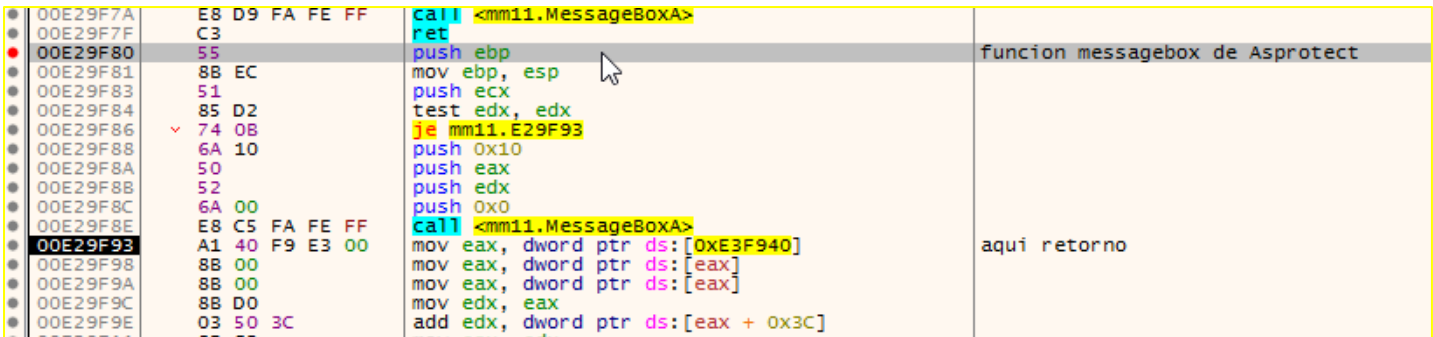 00E29F7A E8 D9 FA FE FF call <mm11.MessageBoxA>
00E29F7F C3 ret
00E29F80 55 push ebp funcion messagebox de Asprotect
00E29F81 8B EC mov ebp, esp
00E29F83 51 push ecx
00E29F84 85 D2 test edx, edx
00E29F86 74 0B je mm11.E29F93
00E29F88 6A 10 push 0x10
00E29F8A 50 push eax
00E29F8B 52 push edx
00E29F8C 6A 00 push 0x0
00E29F8E E8 C5 FA FE FF call <mm11.MessageBoxA>
00E29F93 A1 40 F9 E3 00 mov eax, dword ptr ds:[0xE3F940] aqui retorno
00E29F98 8B 00 mov eax, dword ptr ds:[eax]
00E29F9A 8B 00 mov eax, dword ptr ds:[eax]
00E29F9C 8B D0 mov edx, eax
00E29F9E 03 50 3C add edx, dword ptr ds:[eax + 0x3C]